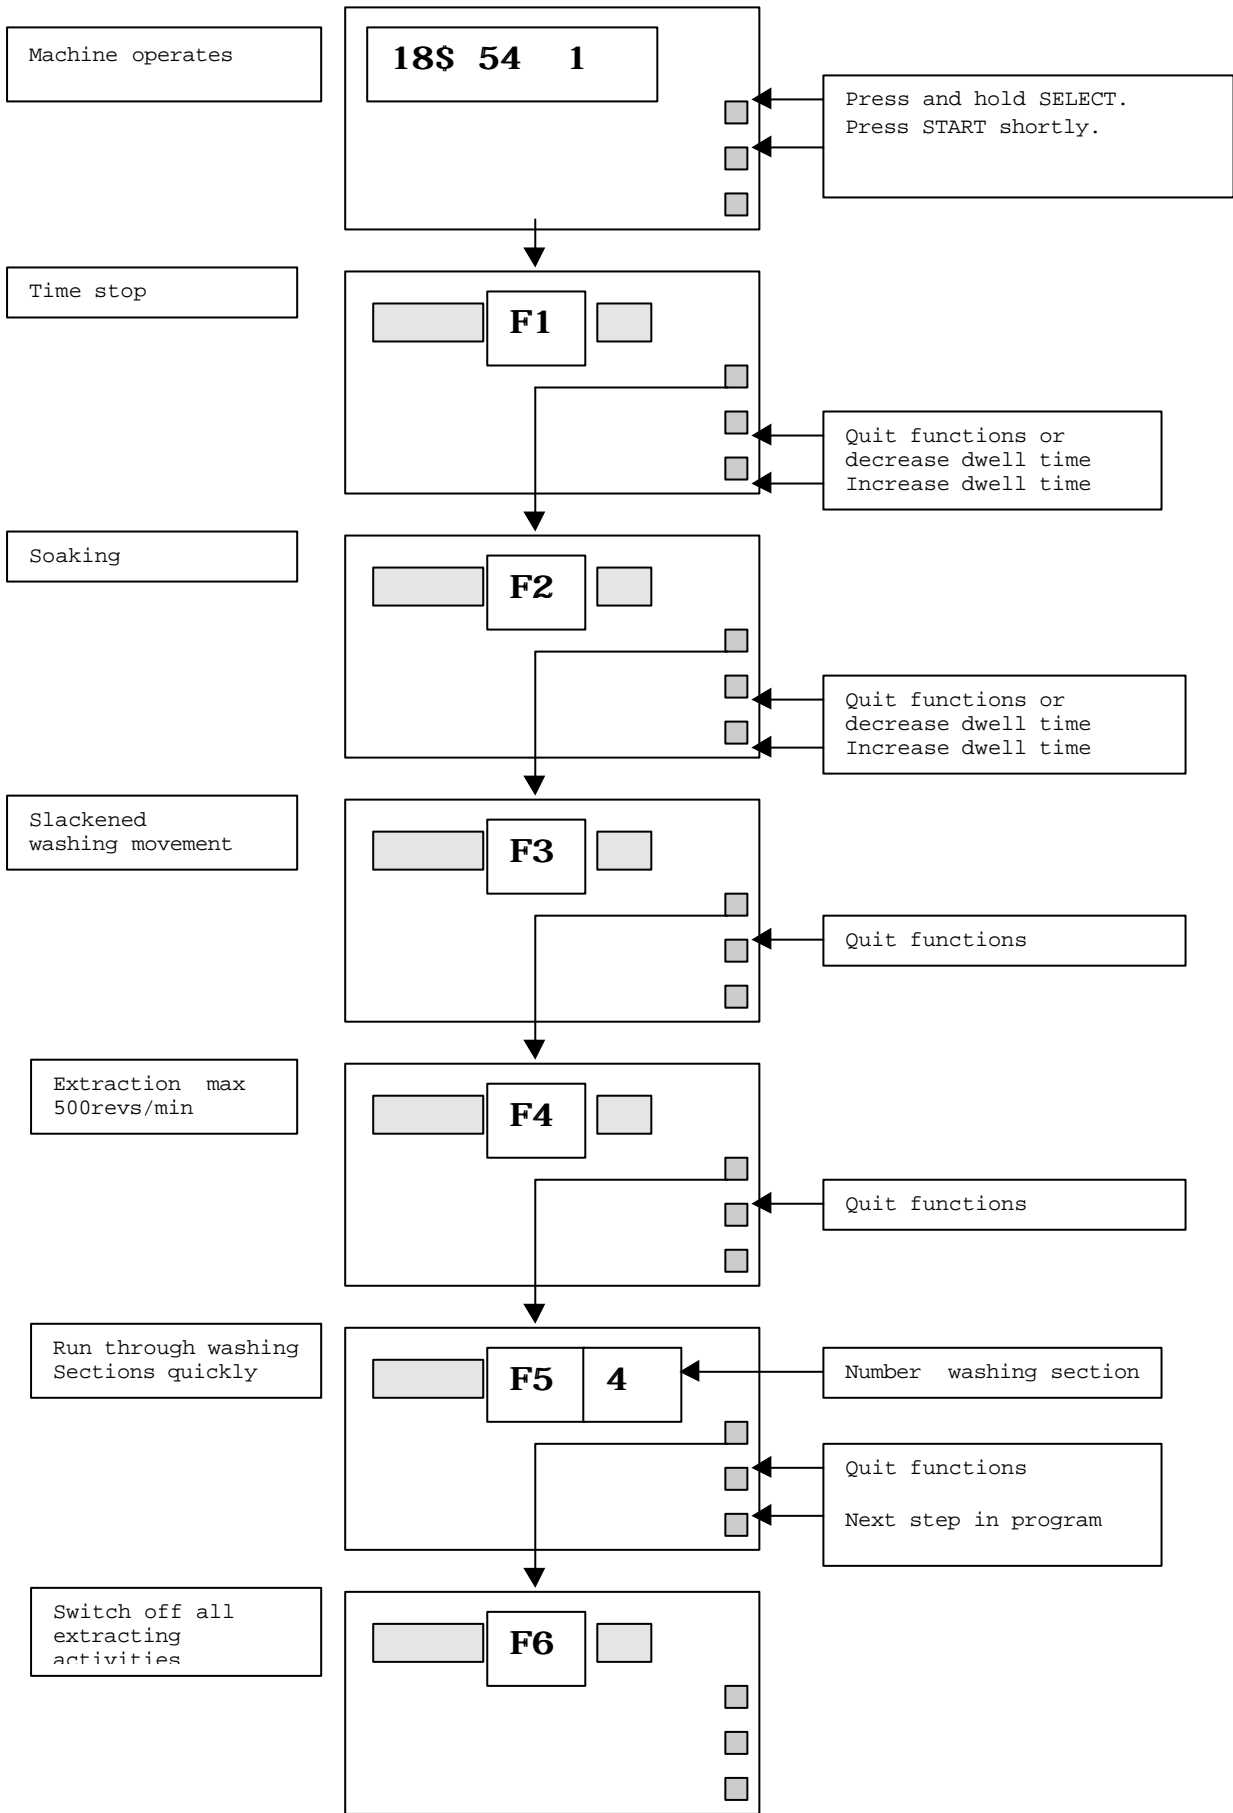 Machine operates
18$ 54 1
Press and hold SELECT.
Press START shortly.
Time stop
F1
Quit functions or
decrease dwell time
Increase dwell time
Soaking
F2
Quit functions or
decrease dwell time
Increase dwell time
Slackened
washing movement
F3
Quit functions
Extraction max
500revs/min
F4
Quit functions
Run through washing
Sections quickly
F5 4
Number washing section
Quit functions
Next step in program
Switch off all
extracting
activities
F6